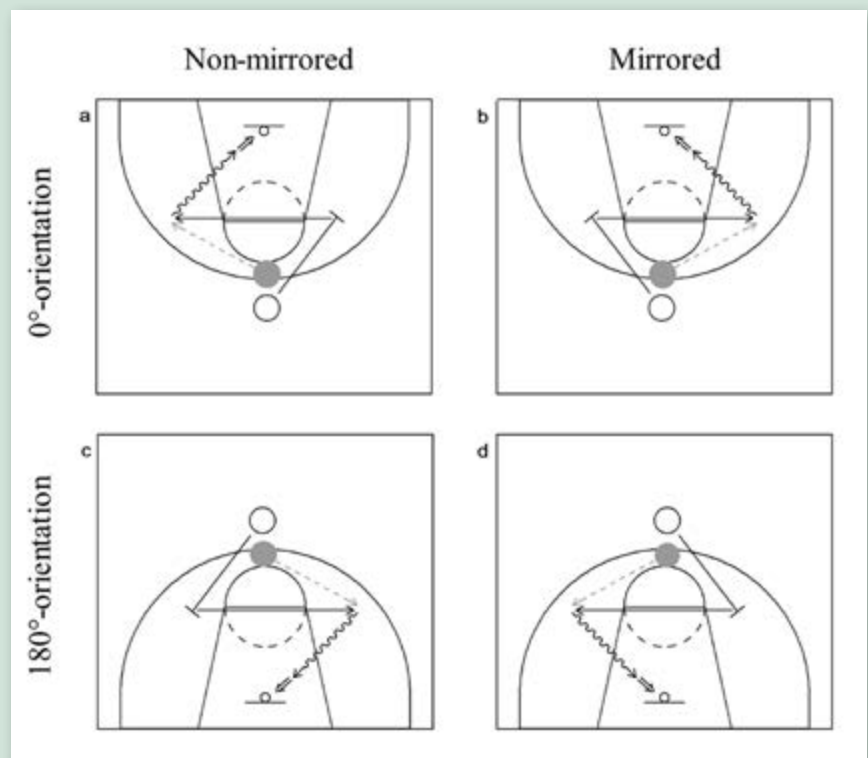 Non-mirrored
Mirrored
0°-orientation
a
b
180°-orientation
c
d